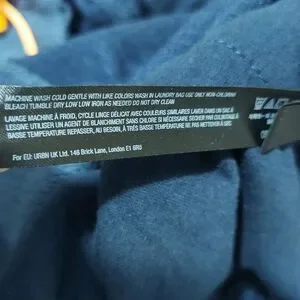 MACHINE WASH COLD GENTLE WITH LIKE COLORS WASH IN LAUNDRY BAG USE ONLY NON-CHLORINE
BLEACH TUMBLE DRY LOW LOW IRON AS NEEDED DO NOT DRY CLEAN
LAVAGE MACHINE À FROID, CYCLE LINGE DÉLICAT AVEC COULEURS SIMILAIRES LAVER DANS UN SAC À
LESSIVE UTILISER UN AGENT DE BLANCHIMENT SANS CHLORE SI NÉCESSAIRE SÉCHER PAR CULBUTAGE À
BASSE TEMPÉRATURE REPASSER, AU BESOIN, À TRÈS BASSE TEMPÉRATURE NE PAS NETTOYER À SEC
For EU: URBN UK Ltd. 146 Brick Lane, London E1 6RU